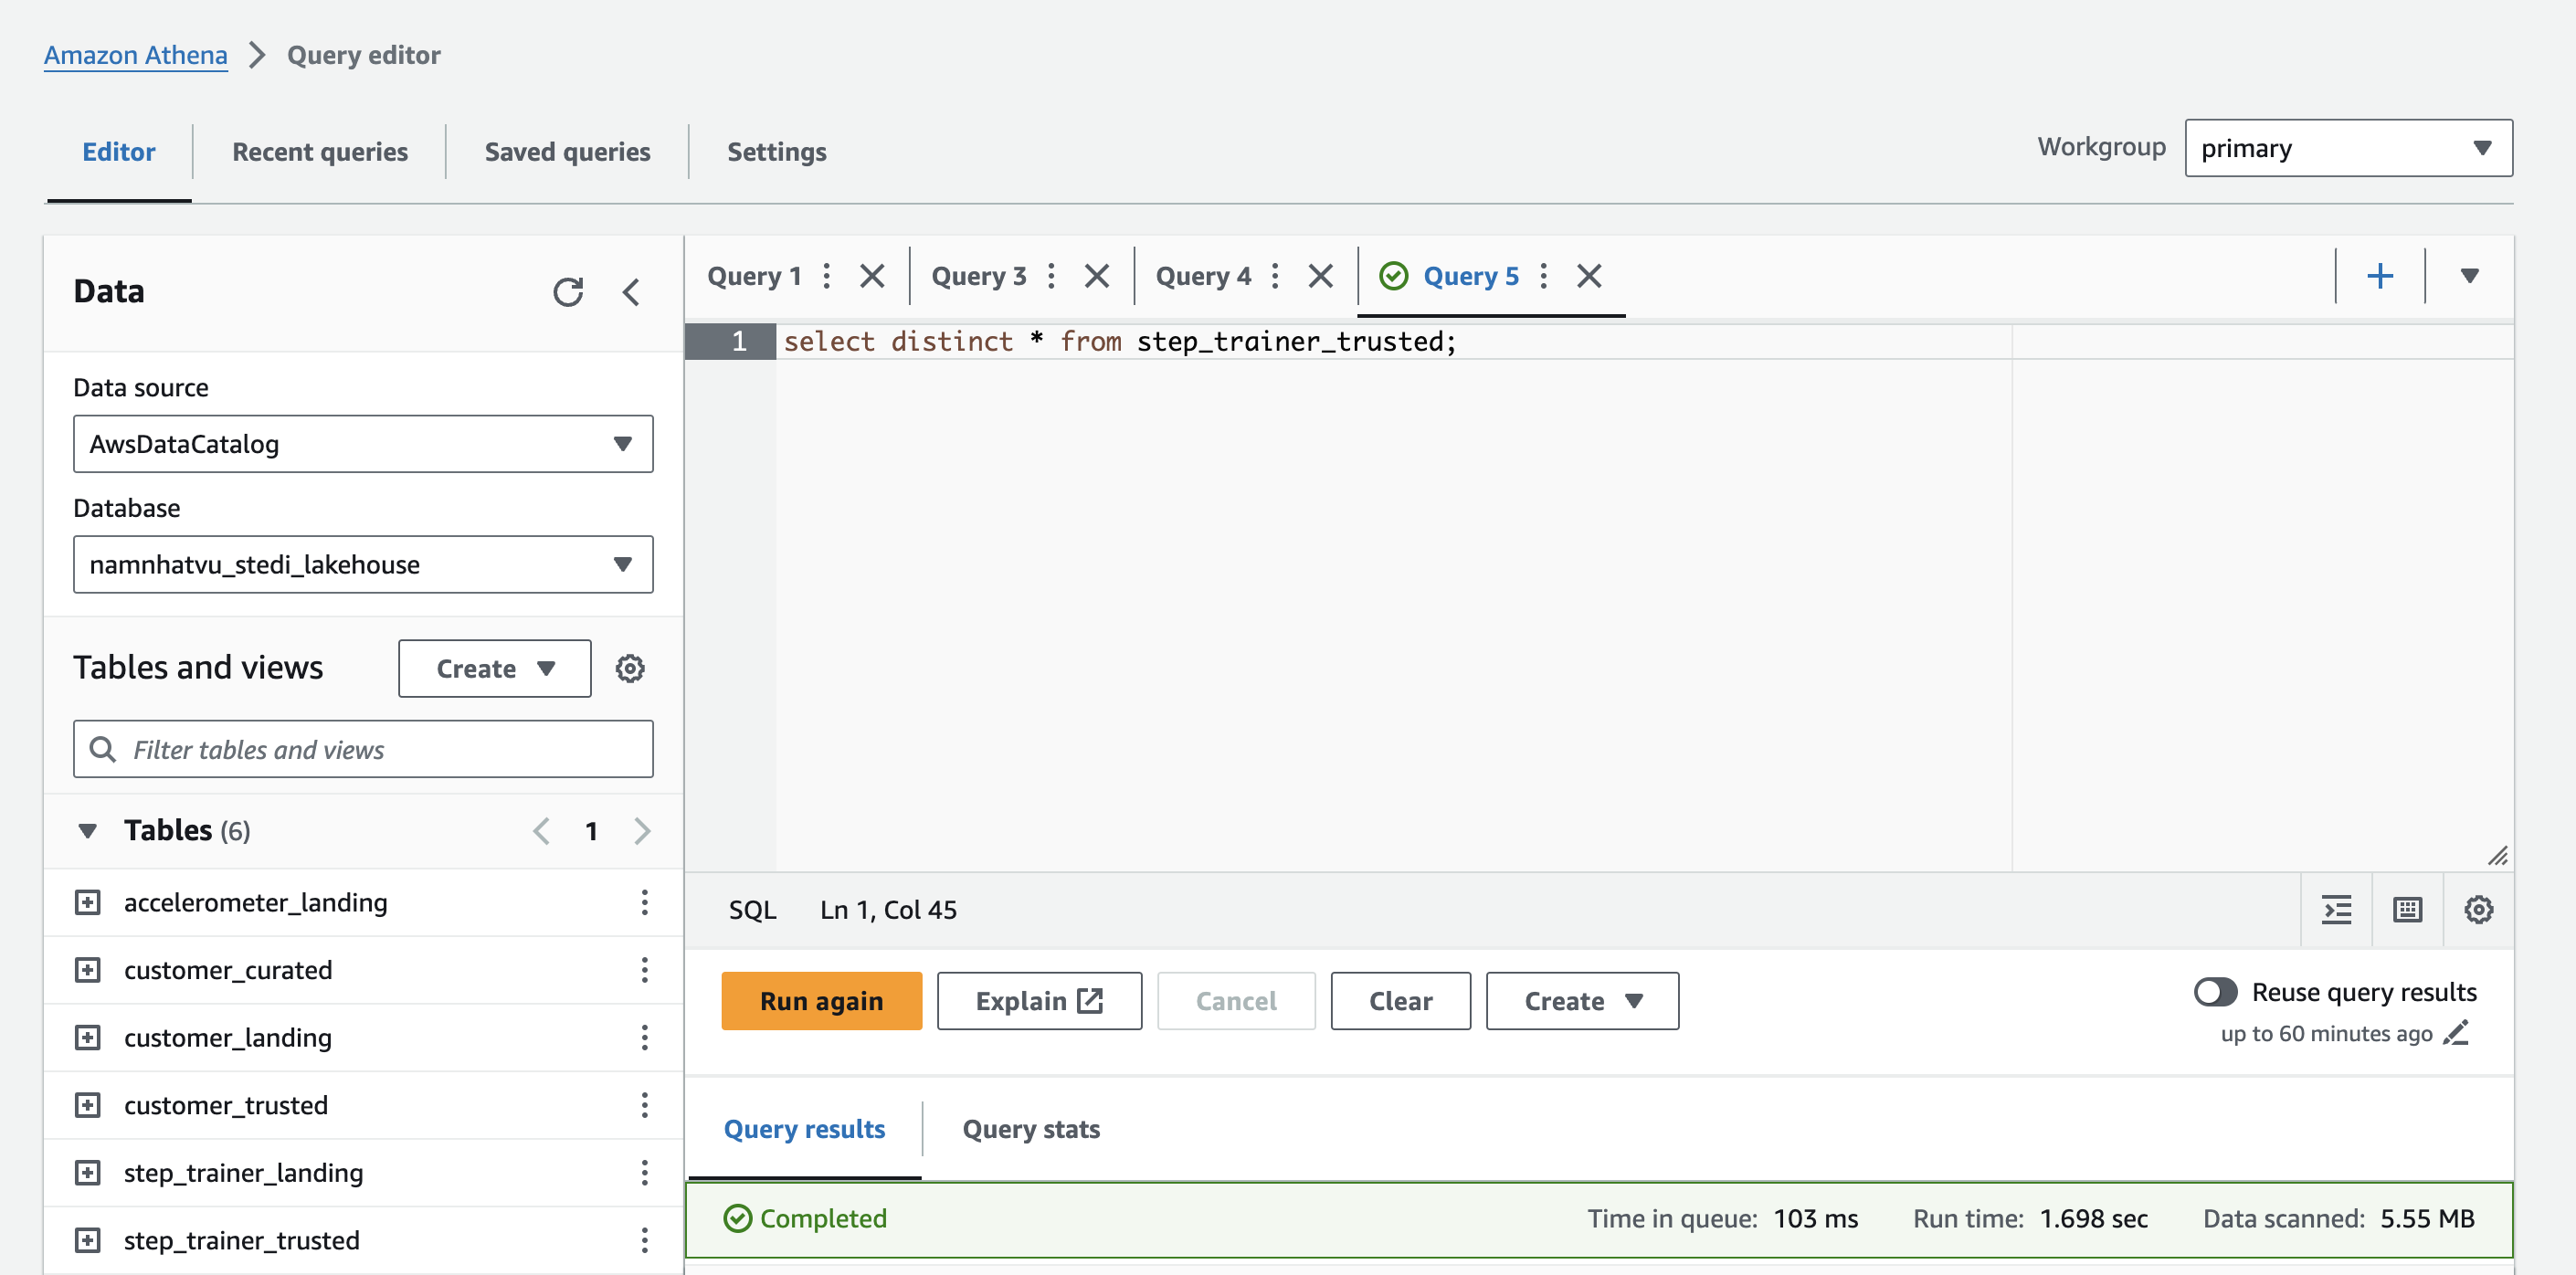 Amazon Athena > Query editor
Editor Recent queries Saved queries Settings
Workgroup primary
Data
Data source
AwsDataCatalog
Database
namnhatvu_stedi_lakehouse
Tables and views Create
Filter tables and views
Tables (6) 1
accelerometer_landing
customer_curated
customer_landing
customer_trusted
step_trainer_landing
step_trainer_trusted
Query 1 Query 3 Query 4 Query 5
1 select distinct * from step_trainer_trusted;
SQL Ln 1, Col 45
Run again Explain Cancel Clear Create
Reuse query results
up to 60 minutes ago
Query results Query stats
Completed Time in queue: 103 ms Run time: 1.698 sec Data scanned: 5.55 MB